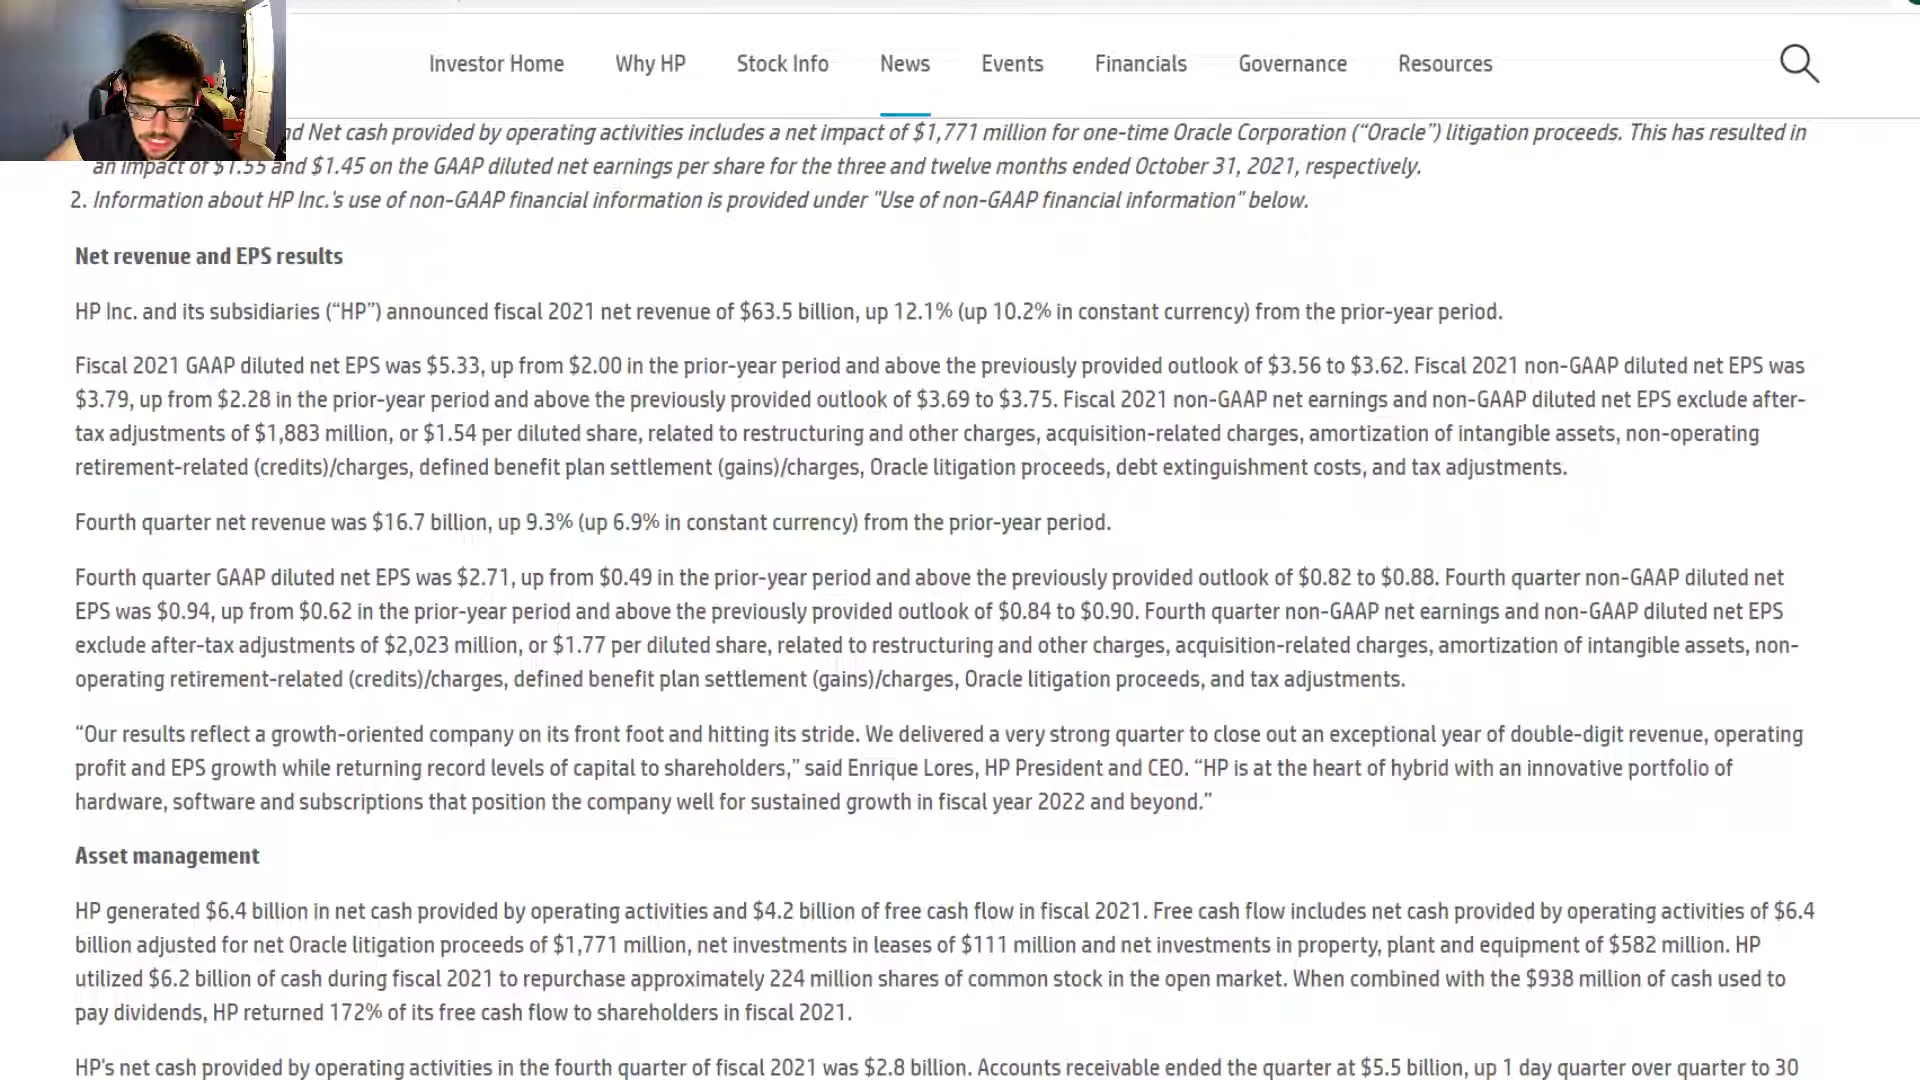 Investor Home Why HP Stock Info News Events Financials Governance Resources
nd Net cash provided by operating activities includes a net impact of $1,771 million for one-time Oracle Corporation (“Oracle”) litigation proceeds. This has resulted in
an impact of $1.55 and $1.45 on the GAAP diluted net earnings per share for the three and twelve months ended October 31, 2021, respectively.
2. Information about HP Inc.'s use of non-GAAP financial information is provided under "Use of non-GAAP financial information" below.
Net revenue and EPS results
HP Inc. and its subsidiaries (“HP”) announced fiscal 2021 net revenue of $63.5 billion, up 12.1% (up 10.2% in constant currency) from the prior-year period.
Fiscal 2021 GAAP diluted net EPS was $5.33, up from $2.00 in the prior-year period and above the previously provided outlook of $3.56 to $3.62. Fiscal 2021 non-GAAP diluted net EPS was
$3.79, up from $2.28 in the prior-year period and above the previously provided outlook of $3.69 to $3.75. Fiscal 2021 non-GAAP net earnings and non-GAAP diluted net EPS exclude after-
tax adjustments of $1,883 million, or $1.54 per diluted share, related to restructuring and other charges, acquisition-related charges, amortization of intangible assets, non-operating
retirement-related (credits)/charges, defined benefit plan settlement (gains)/charges, Oracle litigation proceeds, debt extinguishment costs, and tax adjustments.
Fourth quarter net revenue was $16.7 billion, up 9.3% (up 6.9% in constant currency) from the prior-year period.
Fourth quarter GAAP diluted net EPS was $2.71, up from $0.49 in the prior-year period and above the previously provided outlook of $0.82 to $0.88. Fourth quarter non-GAAP diluted net
EPS was $0.94, up from $0.62 in the prior-year period and above the previously provided outlook of $0.84 to $0.90. Fourth quarter non-GAAP net earnings and non-GAAP diluted net EPS
exclude after-tax adjustments of $2,023 million, or $1.77 per diluted share, related to restructuring and other charges, acquisition-related charges, amortization of intangible assets, non-
operating retirement-related (credits)/charges, defined benefit plan settlement (gains)/charges, Oracle litigation proceeds, and tax adjustments.
“Our results reflect a growth-oriented company on its front foot and hitting its stride. We delivered a very strong quarter to close out an exceptional year of double-digit revenue, operating
profit and EPS growth while returning record levels of capital to shareholders,” said Enrique Lores, HP President and CEO. “HP is at the heart of hybrid with an innovative portfolio of
hardware, software and subscriptions that position the company well for sustained growth in fiscal year 2022 and beyond.”
Asset management
HP generated $6.4 billion in net cash provided by operating activities and $4.2 billion of free cash flow in fiscal 2021. Free cash flow includes net cash provided by operating activities of $6.4
billion adjusted for net Oracle litigation proceeds of $1,771 million, net investments in leases of $111 million and net investments in property, plant and equipment of $582 million. HP
utilized $6.2 billion of cash during fiscal 2021 to repurchase approximately 224 million shares of common stock in the open market. When combined with the $938 million of cash used to
pay dividends, HP returned 172% of its free cash flow to shareholders in fiscal 2021.
HP's net cash provided by operating activities in the fourth quarter of fiscal 2021 was $2.8 billion. Accounts receivable ended the quarter at $5.5 billion, up 1 day quarter over quarter to 30